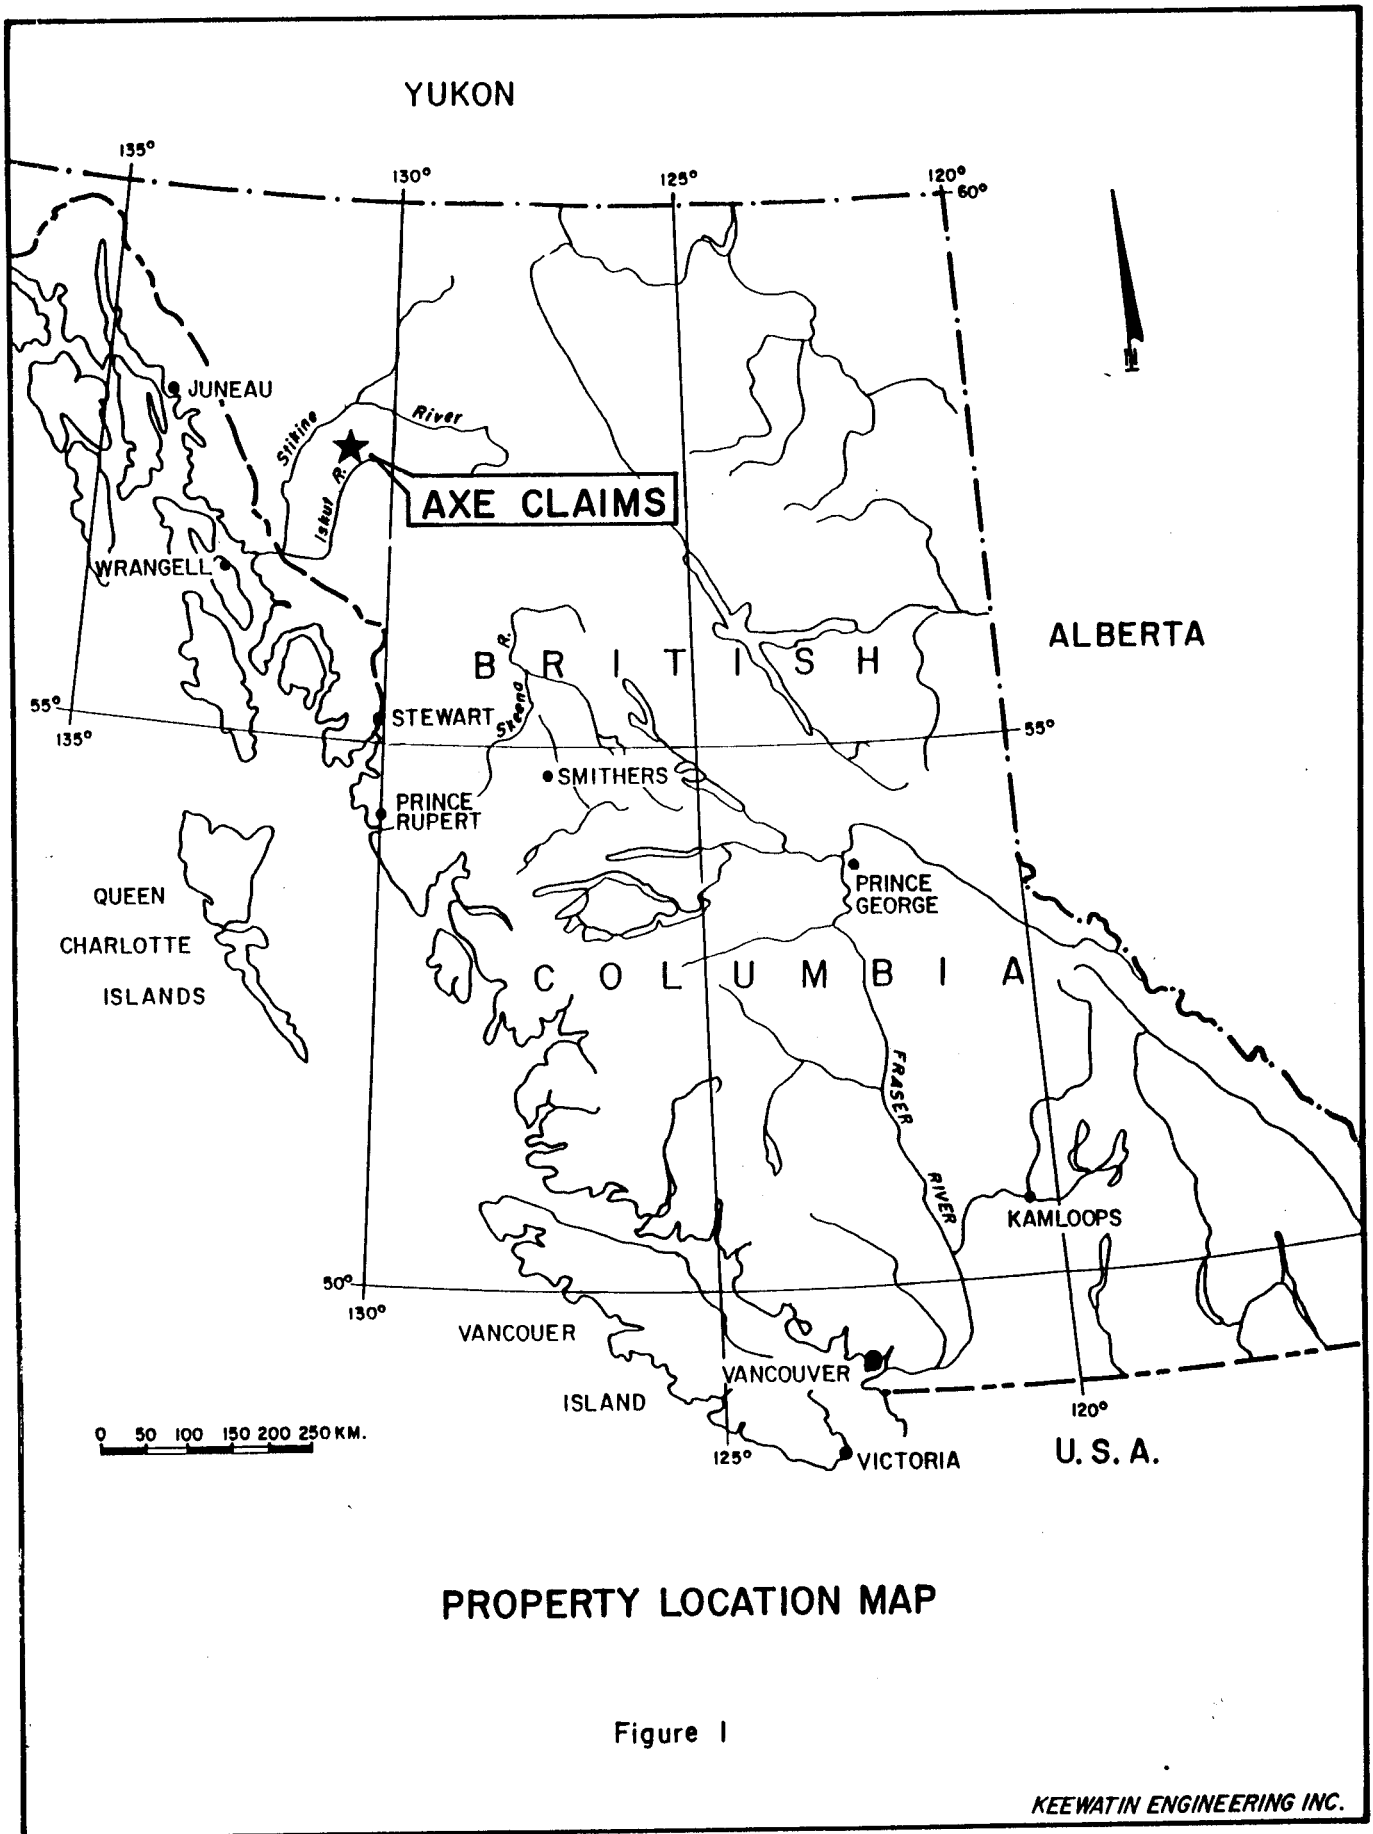 YUKON
135°
130°
125°
120°
60°
N
JUNEAU
Stikine
River
Iskut R.
AXE CLAIMS
WRANGELL
ALBERTA
BRITISH
Skeena R.
55°
135°
STEWART
55°
SMITHERS
PRINCE
RUPERT
PRINCE
GEORGE
QUEEN
CHARLOTTE
ISLANDS
COLUMBIA
FRASER
RIVER
KAMLOOPS
50°
130°
VANCOUER
ISLAND
VANCOUVER
120°
125°
VICTORIA
U.S.A.
0 50 100 150 200 250 KM.
PROPERTY LOCATION MAP
Figure 1
KEEWATIN ENGINEERING INC.